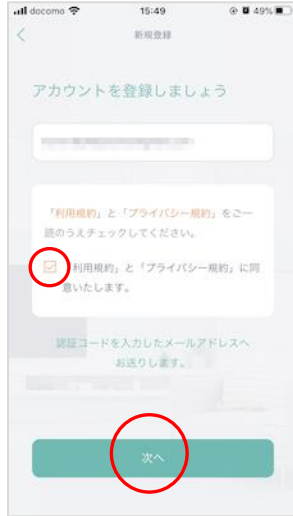 docomo 15:49 49%
新規登録
アカウントを登録しましょう
「利用規約」と「プライバシー規約」をご一
読のうえチェックしてください。
「利用規約」と「プライバシー規約」に同
意いたします。
認証コードを入力したメールアドレスへ
お送りします。
次へ